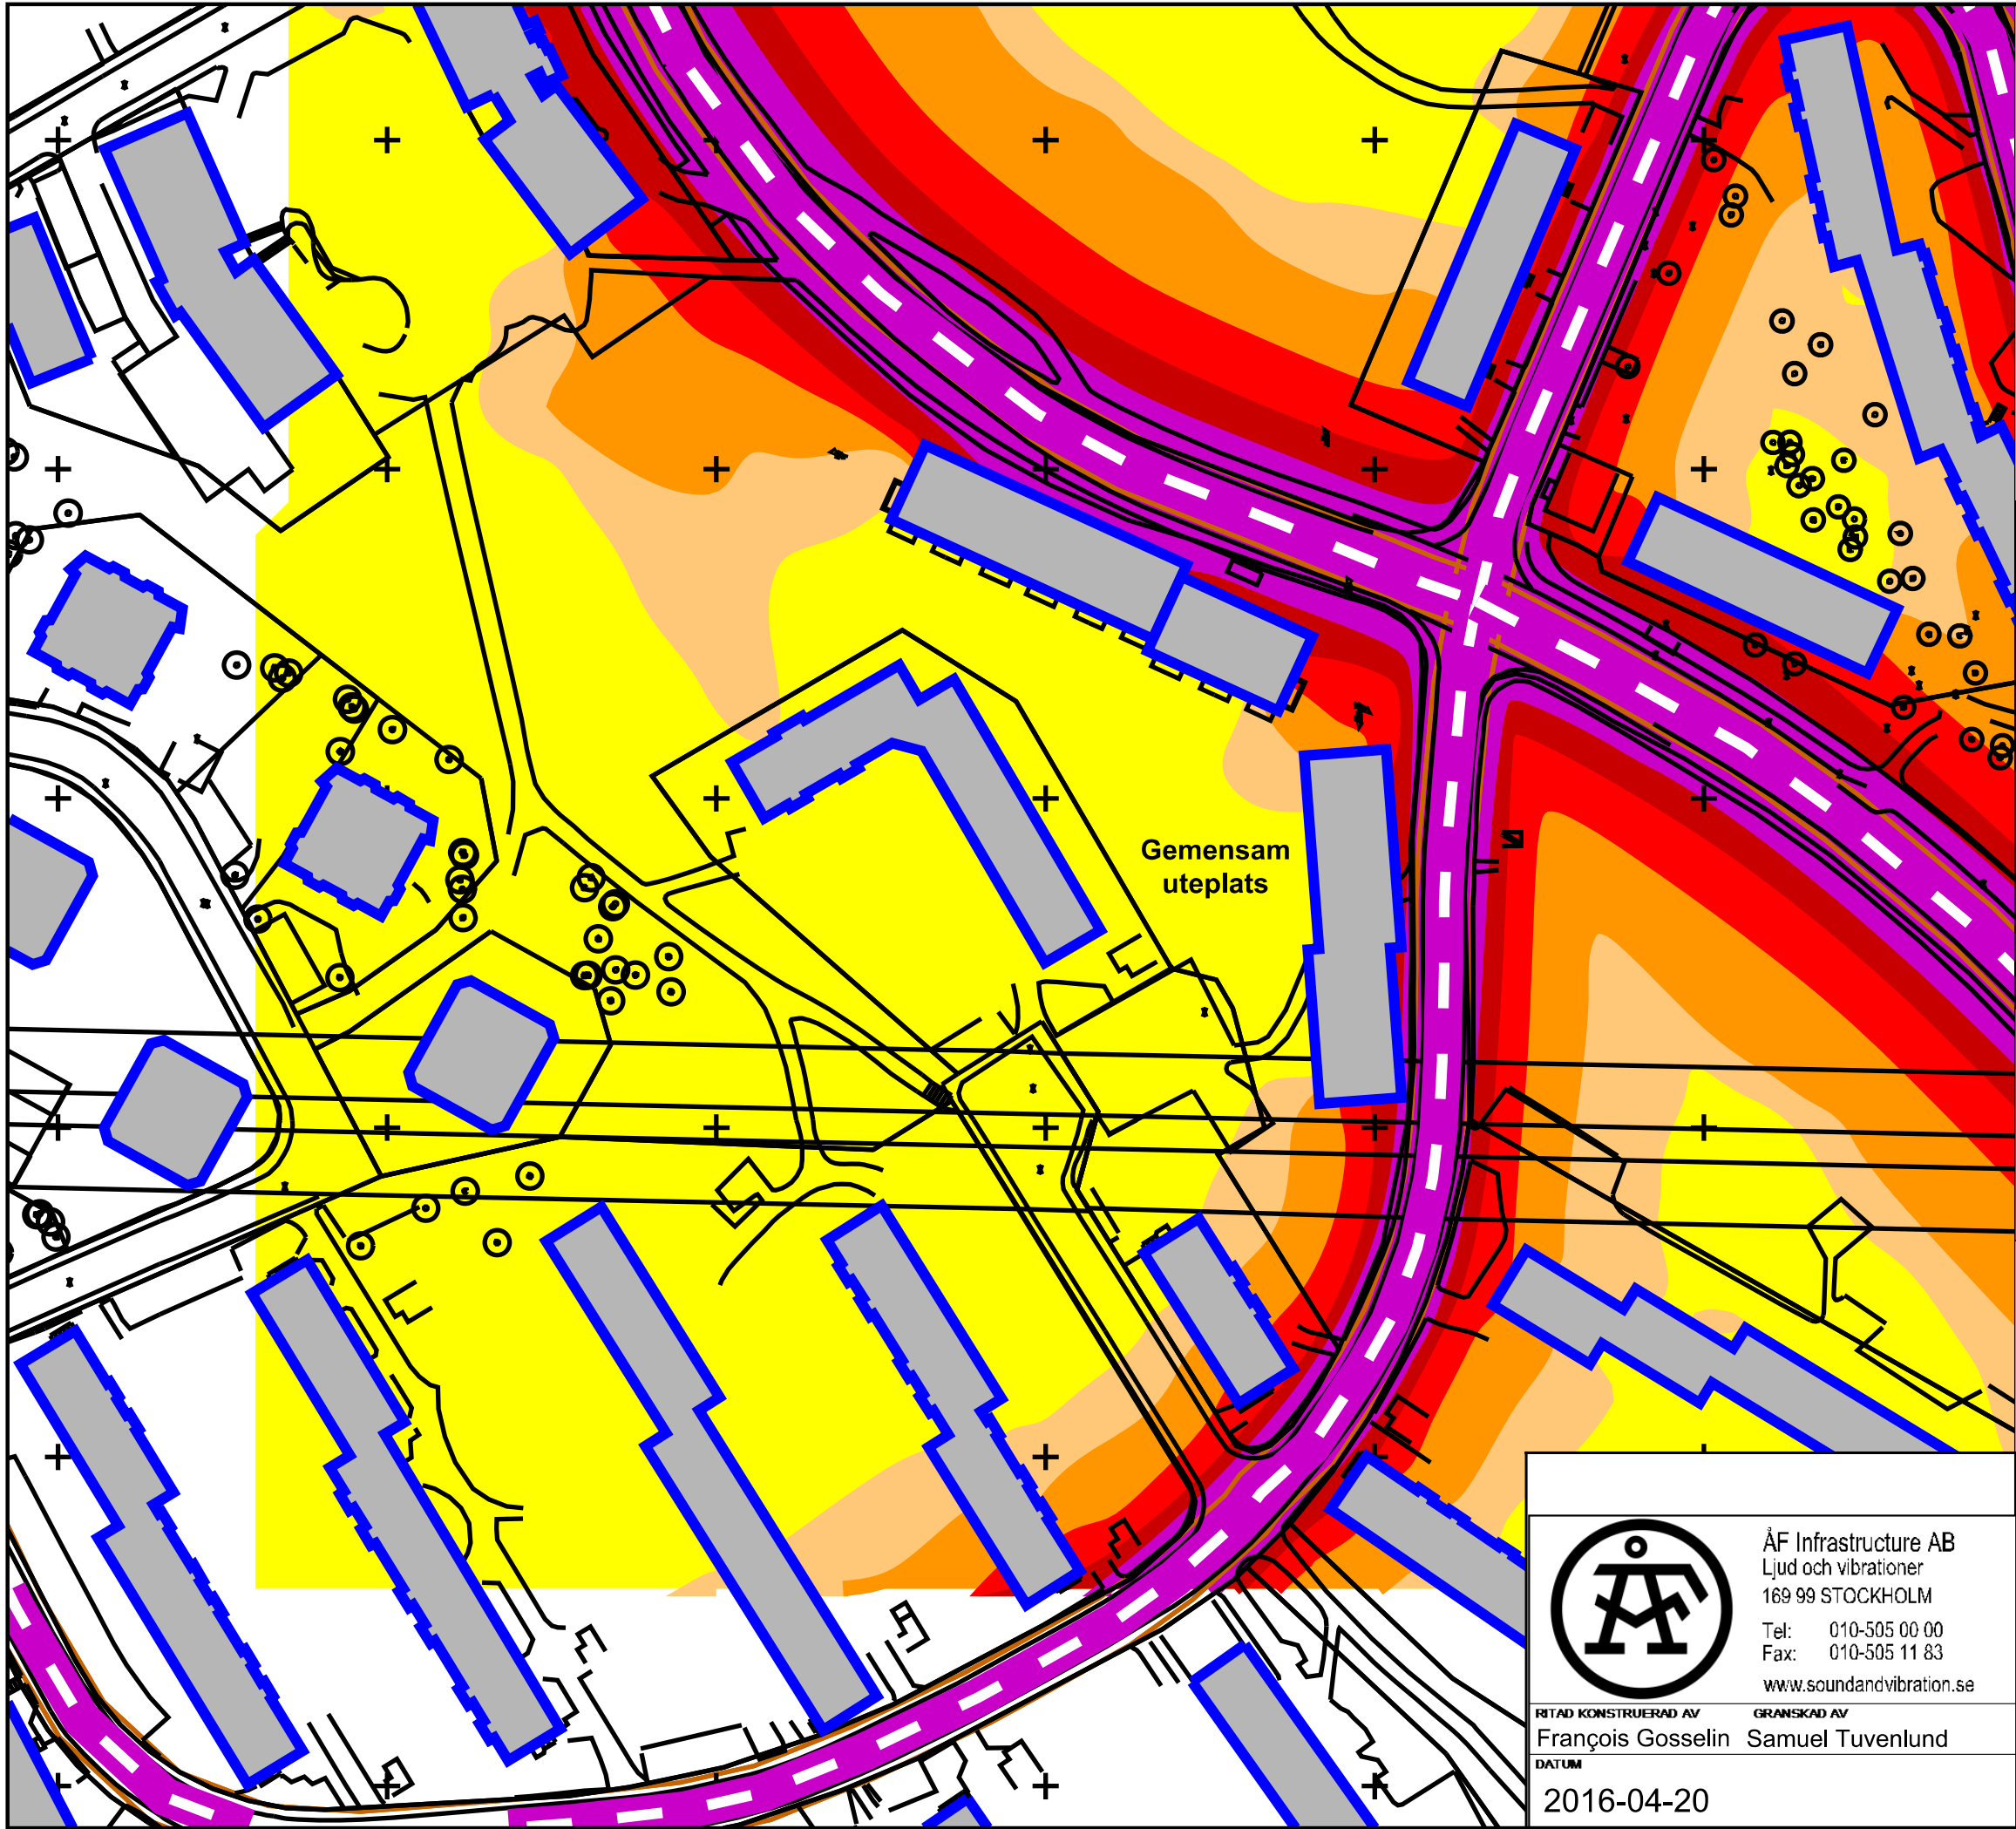 Gemensam
uteplats
ÅF
ÅF Infrastructure AB
Ljud och vibrationer
169 99 STOCKHOLM
Tel: 010-505 00 00
Fax: 010-505 11 83
www.soundandvibration.se
RITAD KONSTRUERAD AV GRANSKAD AV
François Gosselin Samuel Tuvenlund
DATUM
2016-04-20